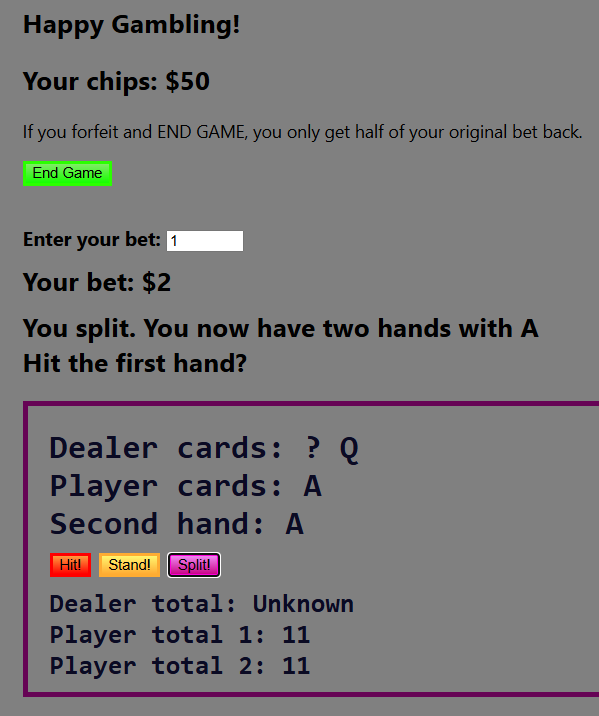 Happy Gambling!
Your chips: $50
If you forfeit and END GAME, you only get half of your original bet back.
End Game
Enter your bet: 1
Your bet: $2
You split. You now have two hands with A
Hit the first hand?
Dealer cards: ? Q
Player cards: A
Second hand: A
Hit! Stand! Split!
Dealer total: Unknown
Player total 1: 11
Player total 2: 11